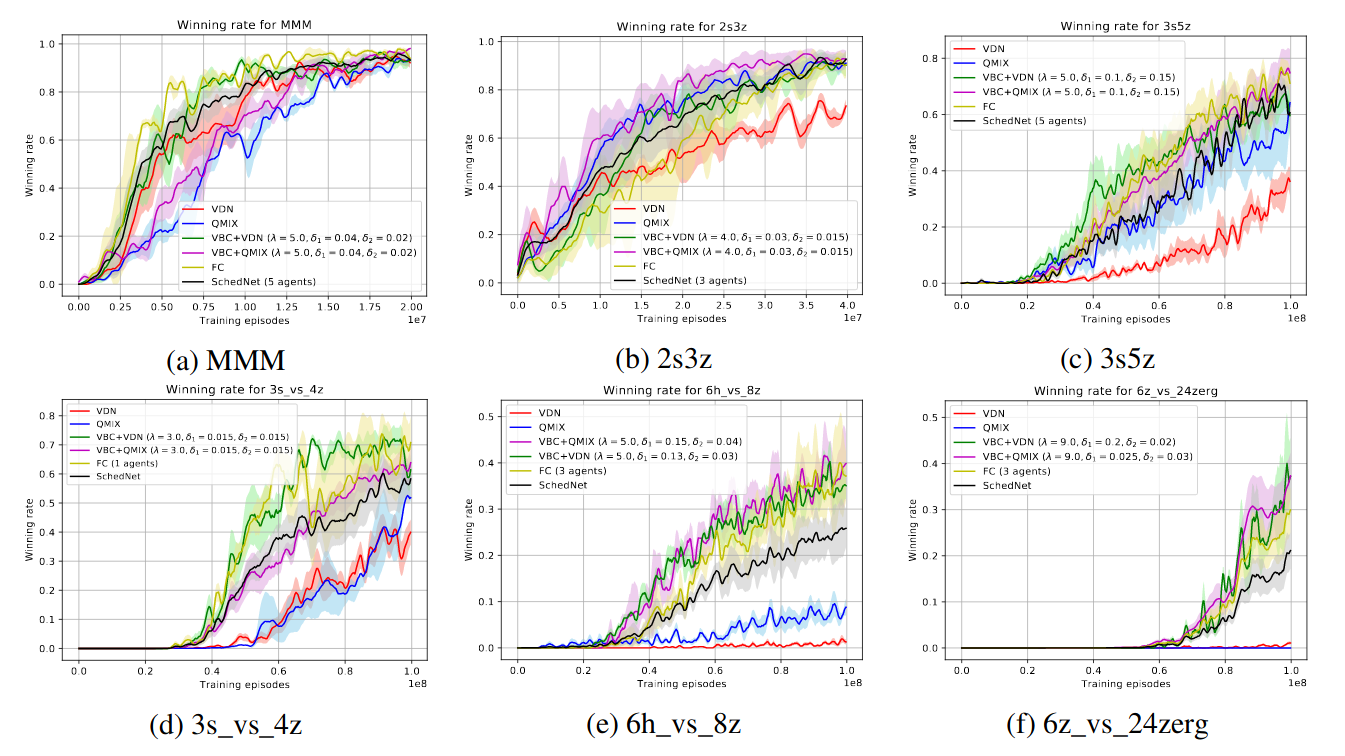 Winning rate for MMM
Winning rate
1.0
0.8
0.6
0.4
0.2
0.0
VDN
QMIX
VBC+VDN (λ = 5.0, δ₁ = 0.04, δ₂ = 0.02)
VBC+QMIX (λ = 5.0, δ₁ = 0.04, δ₂ = 0.02)
FC
SchedNet (5 agents)
0.00 0.25 0.50 0.75 1.00 1.25 1.50 1.75 2.00
Training episodes
1e7
(a) MMM
Winning rate for 2s3z
Winning rate
1.0
0.8
0.6
0.4
0.2
0.0
VDN
QMIX
VBC+VDN (λ = 4.0, δ₁ = 0.03, δ₂ = 0.015)
VBC+QMIX (λ = 4.0, δ₁ = 0.03, δ₂ = 0.015)
FC
SchedNet (3 agents)
0.0 0.5 1.0 1.5 2.0 2.5 3.0 3.5 4.0
Training episodes
1e7
(b) 2s3z
Winning rate for 3s5z
Winning rate
0.8
0.6
0.4
0.2
0.0
VDN
QMIX
VBC+VDN (λ = 5.0, δ₁ = 0.1, δ₂ = 0.15)
VBC+QMIX (λ = 5.0, δ₁ = 0.1, δ₂ = 0.15)
FC
SchedNet (5 agents)
0.0 0.2 0.4 0.6 0.8 1.0
Training episodes
1e8
(c) 3s5z
Winning rate for 3s_vs_4z
Winning rate
0.8
0.7
0.6
0.5
0.4
0.3
0.2
0.1
0.0
VDN
QMIX
VBC+VDN (λ = 3.0, δ₁ = 0.015, δ₂ = 0.015)
VBC+QMIX (λ = 3.0, δ₁ = 0.015, δ₂ = 0.015)
FC (1 agents)
SchedNet
0.0 0.2 0.4 0.6 0.8 1.0
Training episodes
1e8
(d) 3s_vs_4z
Winning rate for 6h_vs_8z
Winning rate
0.5
0.4
0.3
0.2
0.1
0.0
VDN
QMIX
VBC+QMIX (λ = 5.0, δ₁ = 0.15, δ₂ = 0.04)
VBC+VDN (λ = 5.0, δ₁ = 0.13, δ₂ = 0.03)
FC (3 agents)
SchedNet
0.0 0.2 0.4 0.6 0.8 1.0
Training episodes
1e8
(e) 6h_vs_8z
Winning rate for 6z_vs_24zerg
Winning rate
0.5
0.4
0.3
0.2
0.1
0.0
VDN
QMIX
VBC+VDN (λ = 9.0, δ₁ = 0.2, δ₂ = 0.02)
VBC+QMIX (λ = 9.0, δ₁ = 0.025, δ₂ = 0.03)
FC (3 agents)
SchedNet
0.0 0.2 0.4 0.6 0.8 1.0
Training episodes
1e8
(f) 6z_vs_24zerg